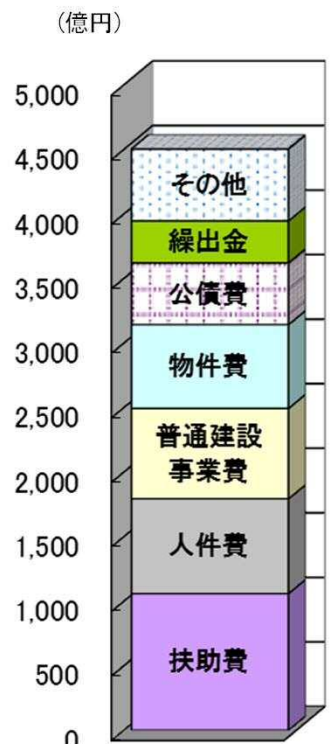 （億円）
5,000
4,500
4,000
3,500
3,000
2,500
2,000
1,500
1,000
500
0
その他
繰出金
公債費
物件費
普通建設
事業費
人件費
扶助費